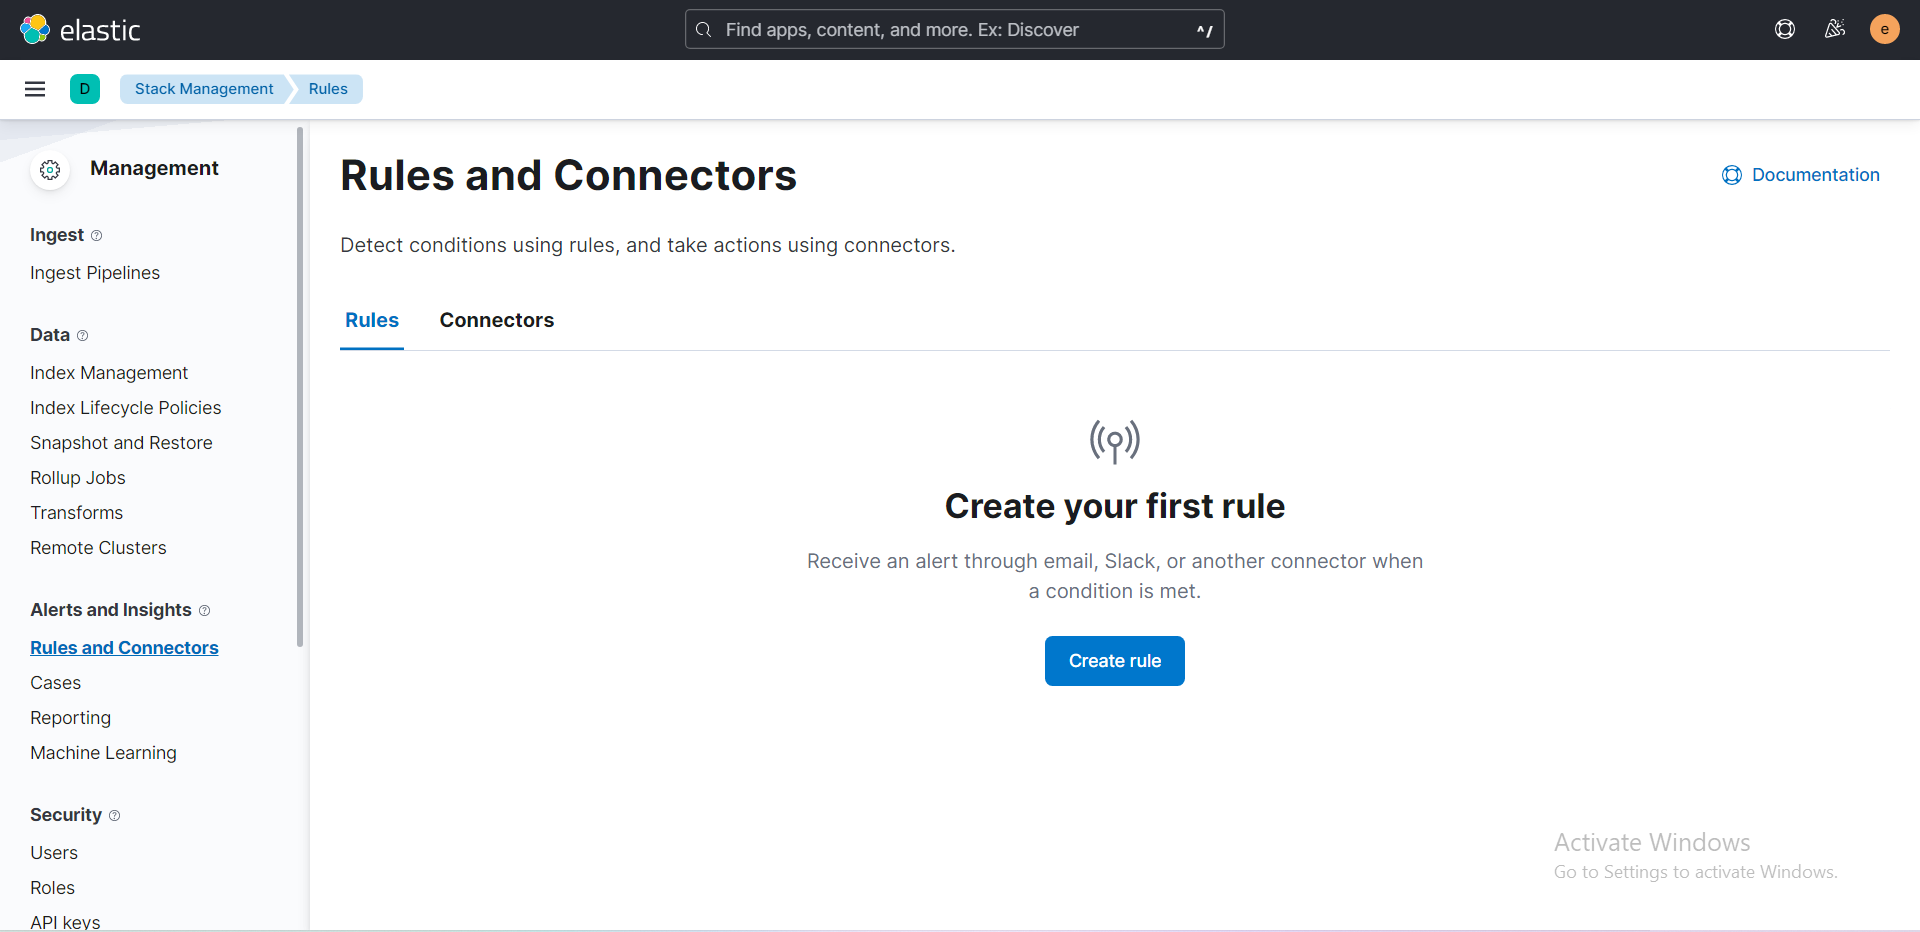 elastic
Find apps, content, and more. Ex: Discover
^/
e
D
Stack Management
Rules
Management
Ingest
Ingest Pipelines
Data
Index Management
Index Lifecycle Policies
Snapshot and Restore
Rollup Jobs
Transforms
Remote Clusters
Alerts and Insights
Rules and Connectors
Cases
Reporting
Machine Learning
Security
Users
Roles
API keys
Rules and Connectors
Documentation
Detect conditions using rules, and take actions using connectors.
Rules
Connectors
Create your first rule
Receive an alert through email, Slack, or another connector when
a condition is met.
Create rule
Activate Windows
Go to Settings to activate Windows.